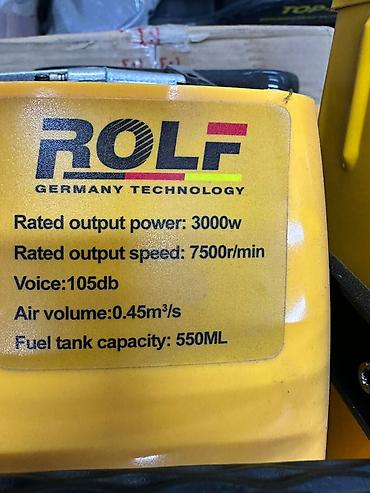 TOP
ROLF
GERMANY TECHNOLOGY
Rated output power: 3000w
Rated output speed: 7500r/min
Voice:105db
Air volume:0.45m³/s
Fuel tank capacity: 550ML